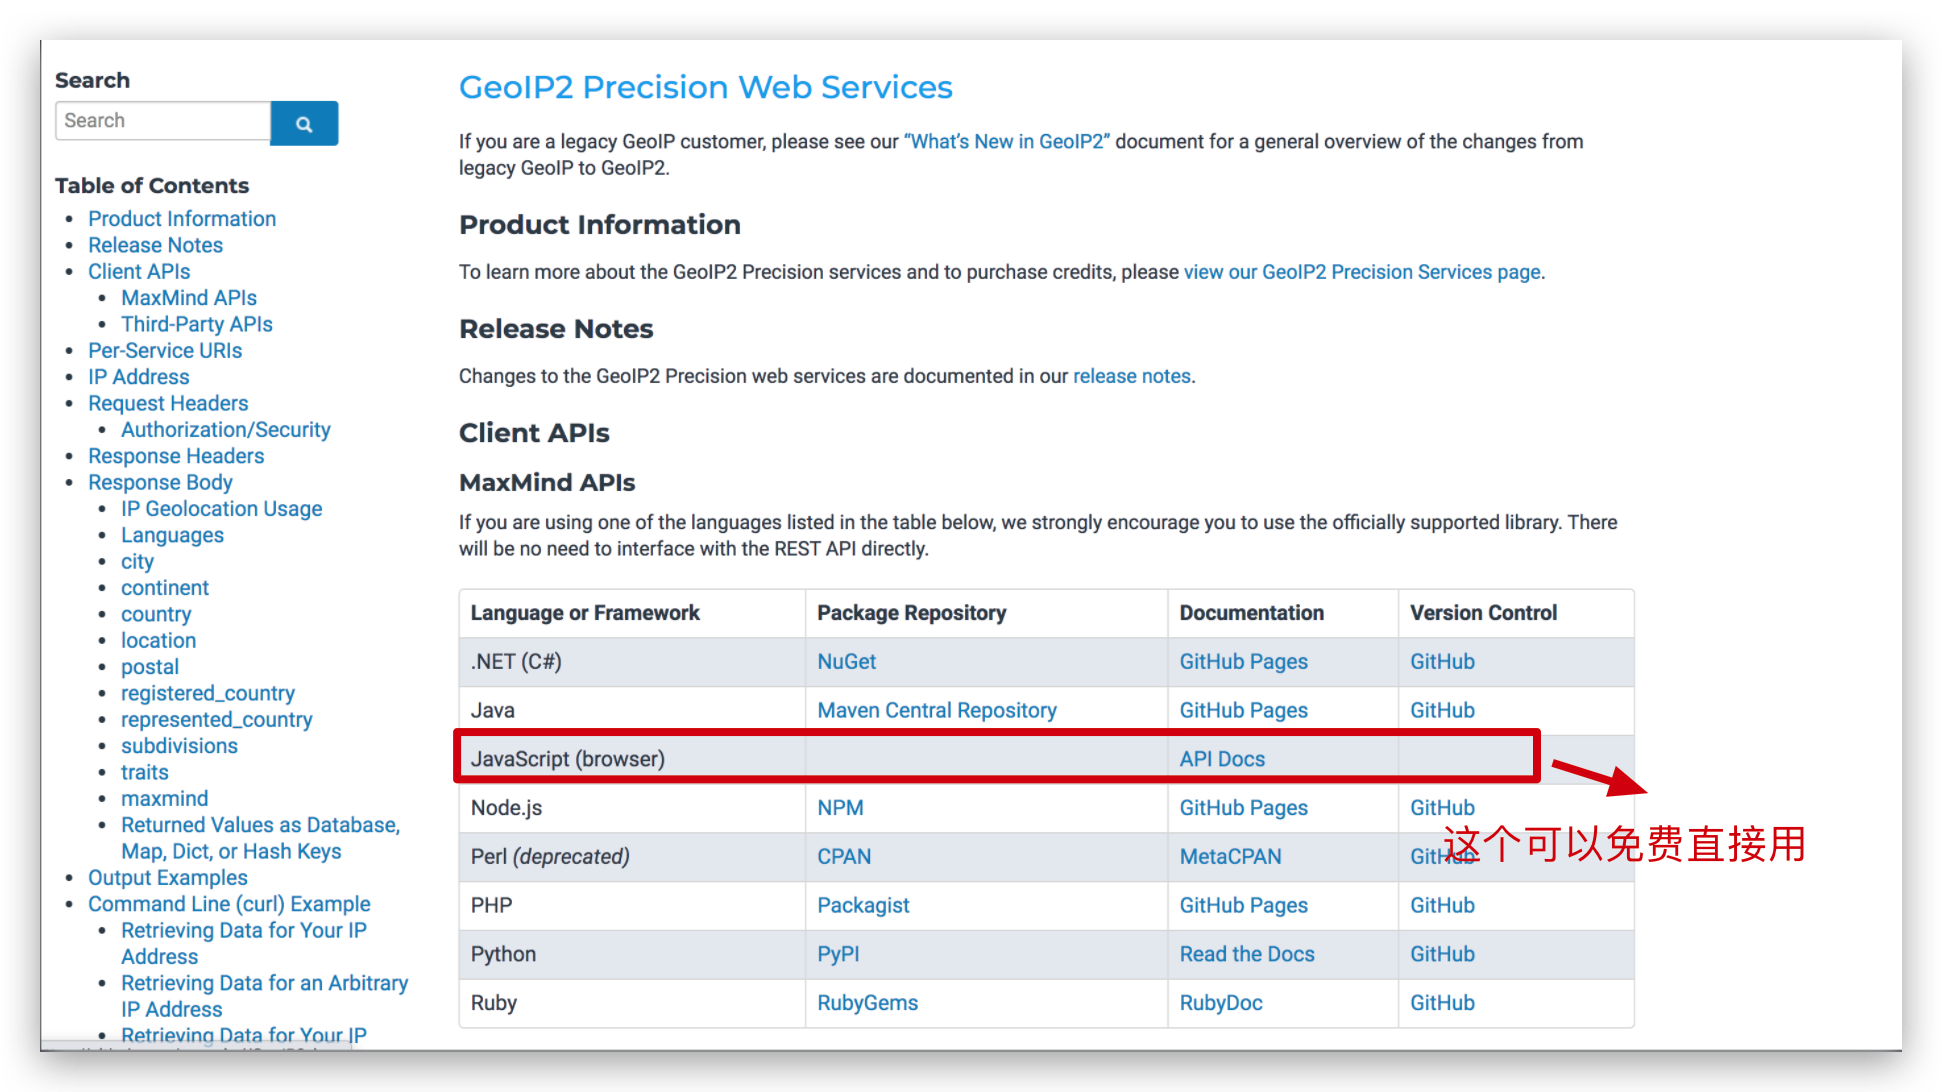 Search
Search
Table of Contents
Product Information
Release Notes
Client APIs
MaxMind APIs
Third-Party APIs
Per-Service URIs
IP Address
Request Headers
Authorization/Security
Response Headers
Response Body
IP Geolocation Usage
Languages
city
continent
country
location
postal
registered_country
represented_country
subdivisions
traits
maxmind
Returned Values as Database,
Map, Dict, or Hash Keys
Output Examples
Command Line (curl) Example
Retrieving Data for Your IP
Address
Retrieving Data for an Arbitrary
IP Address
Retrieving Data for Your IP
GeoIP2 Precision Web Services
If you are a legacy GeoIP customer, please see our “What’s New in GeoIP2” document for a general overview of the changes from
legacy GeoIP to GeoIP2.
Product Information
To learn more about the GeoIP2 Precision services and to purchase credits, please view our GeoIP2 Precision Services page.
Release Notes
Changes to the GeoIP2 Precision web services are documented in our release notes.
Client APIs
MaxMind APIs
If you are using one of the languages listed in the table below, we strongly encourage you to use the officially supported library. There
will be no need to interface with the REST API directly.
Language or Framework Package Repository Documentation Version Control
.NET (C#) NuGet GitHub Pages GitHub
Java Maven Central Repository GitHub Pages GitHub
JavaScript (browser) API Docs
Node.js NPM GitHub Pages GitHub
Perl (deprecated) CPAN MetaCPAN GitHub
这个可以免费直接用
PHP Packagist GitHub Pages GitHub
Python PyPI Read the Docs GitHub
Ruby RubyGems RubyDoc GitHub